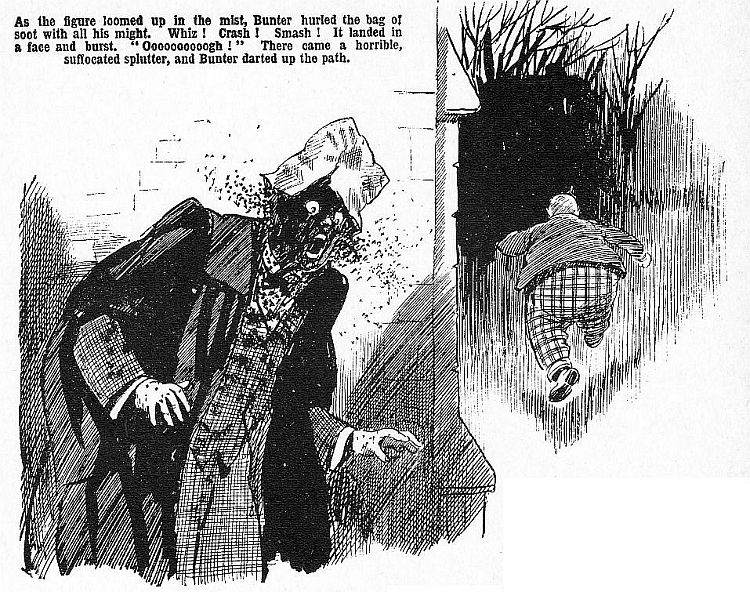 As the figure loomed up in the mist, Bunter hurled the bag of
soot with all his might. Whiz! Crash! Smash! It landed in
a face and burst. "Oooooooooogh!" There came a horrible,
suffocated splutter, and Bunter darted up the path.